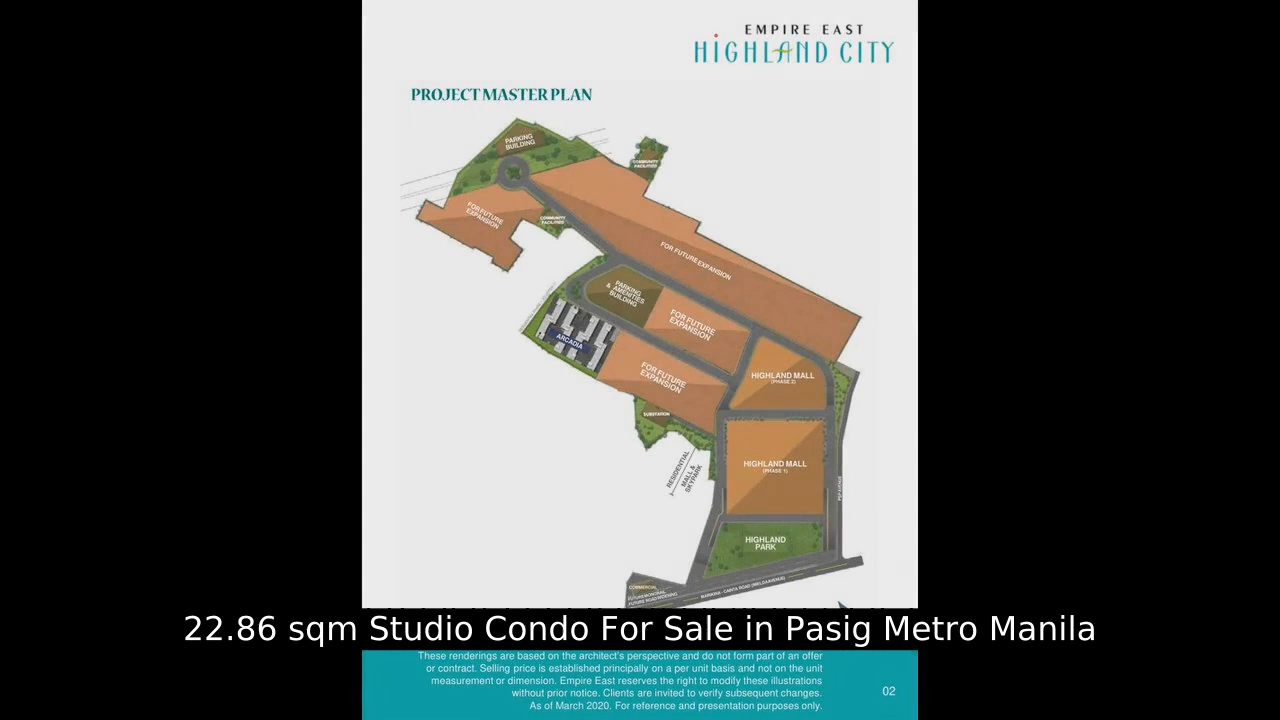 EMPIRE EAST
HIGHLAND CITY
PROJECT MASTER PLAN
PARKING
BUILDING
COMMUNITY
FACILITIES
FOR FUTURE
EXPANSION
COMMUNITY
FACILITIES
FOR FUTURE EXPANSION
PARKING
& AMENITIES
BUILDING
FOR FUTURE
EXPANSION
ARCADIA
FOR FUTURE
EXPANSION
HIGHLAND MALL
(PHASE 2)
SUBSTATION
RESIDENTIAL
MALL &
SKYPARK
HIGHLAND MALL
(PHASE 1)
HIGHLAND
PARK
COMMERCIAL
22.86 sqm Studio Condo For Sale in Pasig Metro Manila
These renderings are based on the architect's perspective and do not form part of an offer
or contract. Selling price is established principally on a per unit basis and not on the unit
measurement or dimension. Empire East reserves the right to modify these illustrations
without prior notice. Clients are invited to verify subsequent changes.
As of March 2020. For reference and presentation purposes only.
02